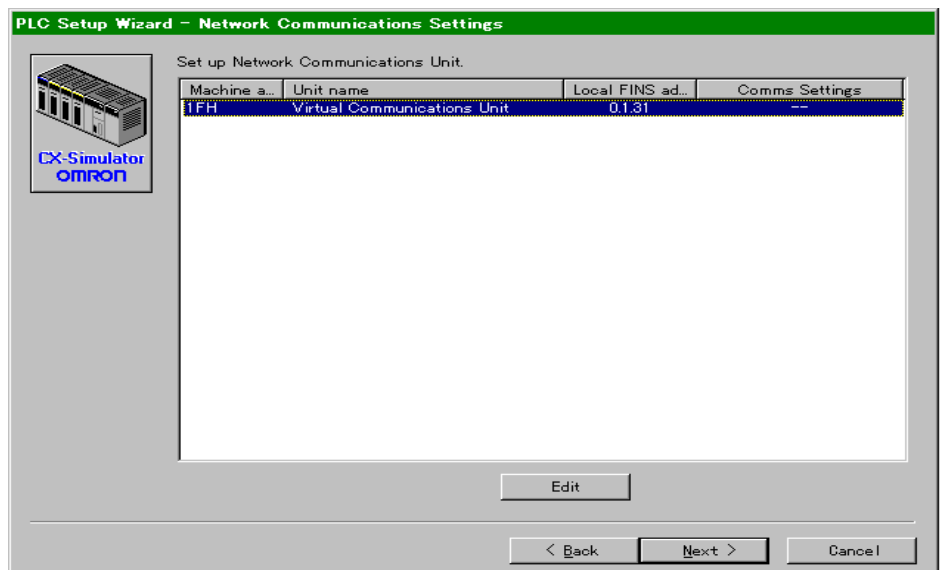 PLC Setup Wizard - Network Communications Settings
Set up Network Communications Unit.
Machine a... Unit name Local FINS ad... Comms Settings
1FH Virtual Communications Unit 0.1.31 --
CX-Simulator
OMRON
Edit
< Back Next > Cancel